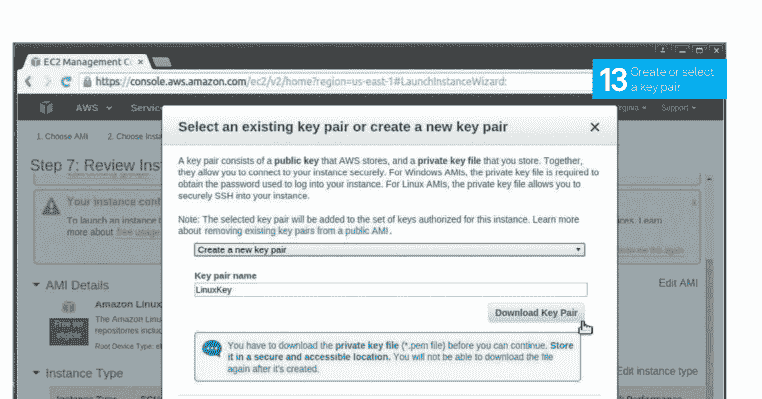 EC2 Management C
https://console.aws.amazon.com/ec2/v2/home?region=us-east-1#LaunchInstanceWizard:
13 Create or select
a key pair
AWS Servic
Support
1. Choose AMI 2. Choose Insta
Select an existing key pair or create a new key pair
Step 7: Review Ins
A key pair consists of a public key that AWS stores, and a private key file that you store. Together,
they allow you to connect to your instance securely. For Windows AMIs, the private key file is required to
obtain the password used to log into your instance. For Linux AMIs, the private key file allows you to
securely SSH into your instance.
Your instance conf
To launch an instance t
more about free usage
Learn
Note: The selected key pair will be added to the set of keys authorized for this instance. Learn more
about removing existing key pairs from a public AMI.
Create a new key pair
Key pair name
LinuxKey
Download Key Pair
AMI Details
Edit AMI
Amazon Linux
The Amazon Linu
repositories includ
Root Device Type: e
You have to download the private key file (*.pem file) before you can continue. Store
it in a secure and accessible location. You will not be able to download the file
again after it's created.
Instance Type
Edit instance type